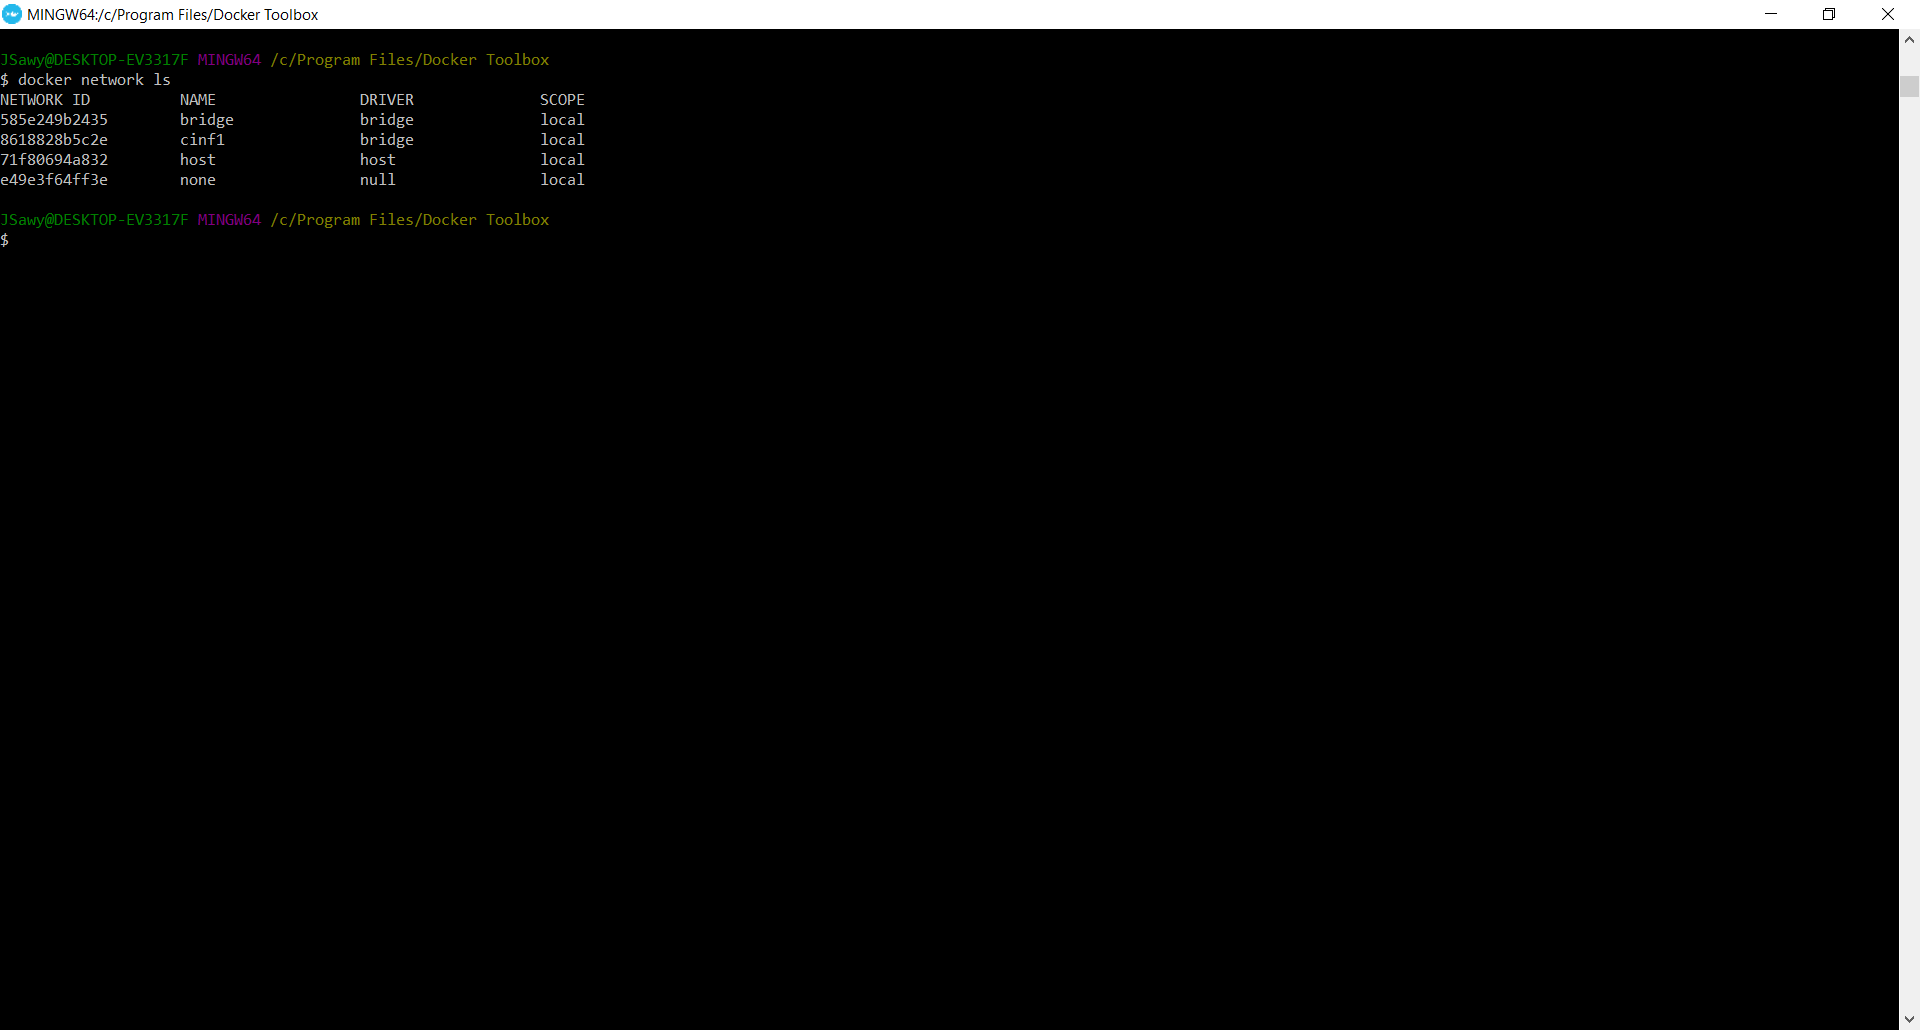 MINGW64:/c/Program Files/Docker Toolbox
JSawy@DESKTOP-EV3317F MINGW64 /c/Program Files/Docker Toolbox
$ docker network ls
NETWORK ID          NAME                DRIVER              SCOPE
585e249b2435        bridge              bridge              local
8618828b5c2e        cinf1               bridge              local
71f80694a832        host                host                local
e49e3f64ff3e        none                null                local
JSawy@DESKTOP-EV3317F MINGW64 /c/Program Files/Docker Toolbox
$